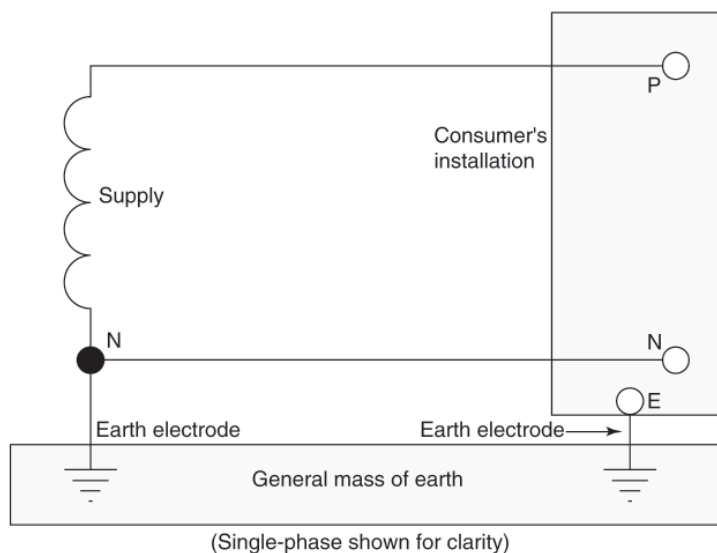 P
Consumer's
installation
Supply
N
N
E
Earth electrode
Earth electrode
General mass of earth
(Single-phase shown for clarity)